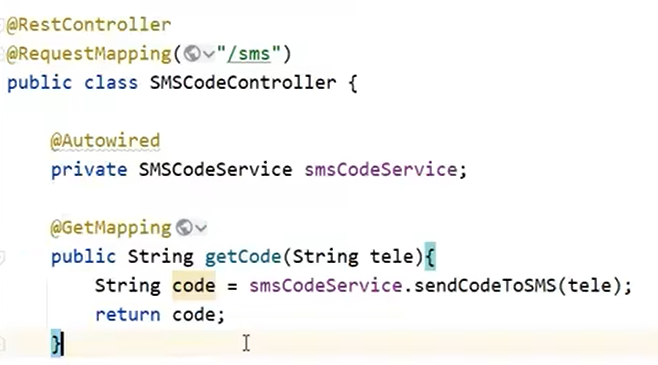 @RestController
@RequestMapping("/sms")
public class SMSCodeController {
@Autowired
private SMSCodeService smsCodeService;
@GetMapping
public String getCode(String tele){
String code = smsCodeService.sendCodeToSMS(tele);
return code;
}